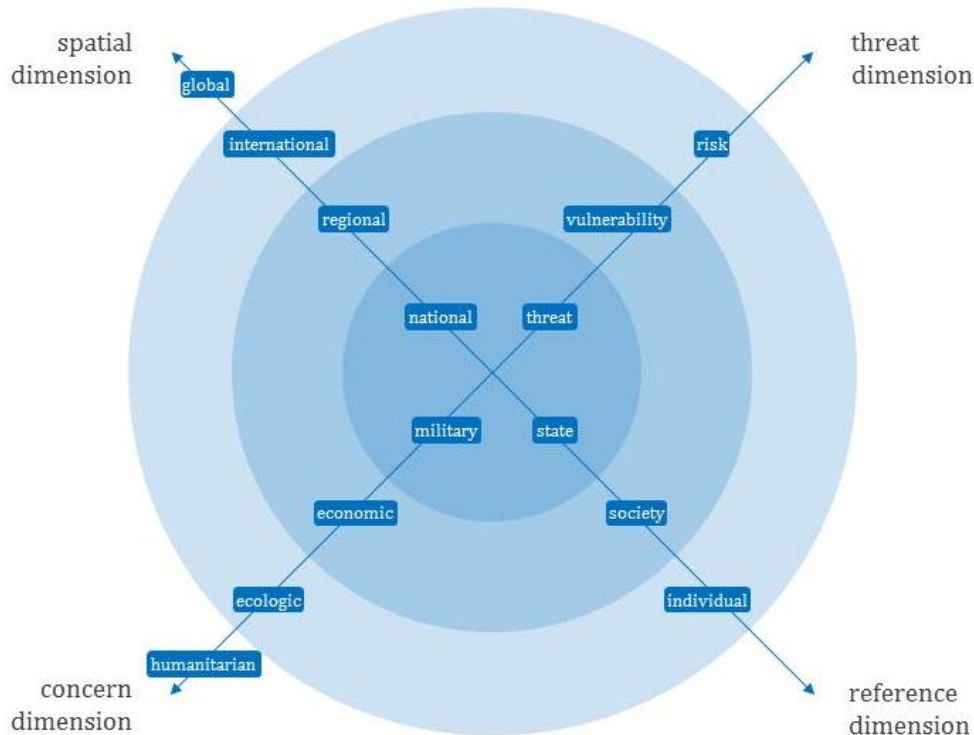 spatial
dimension
threat
dimension
global
international
risk
regional
vulnerability
national
threat
military
state
economic
society
ecologic
individual
humanitarian
concern
dimension
reference
dimension